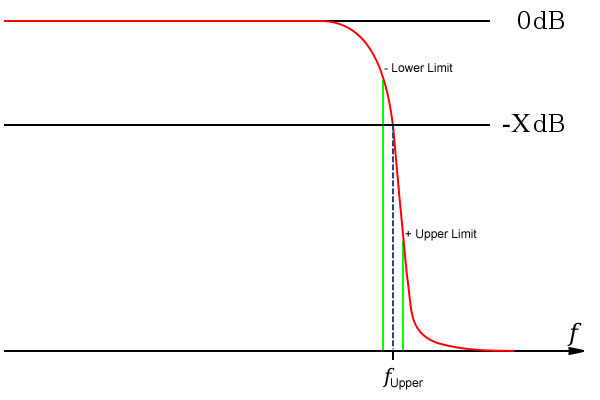 0dB
- Lower Limit
-XdB
+ Upper Limit
f
fUpper